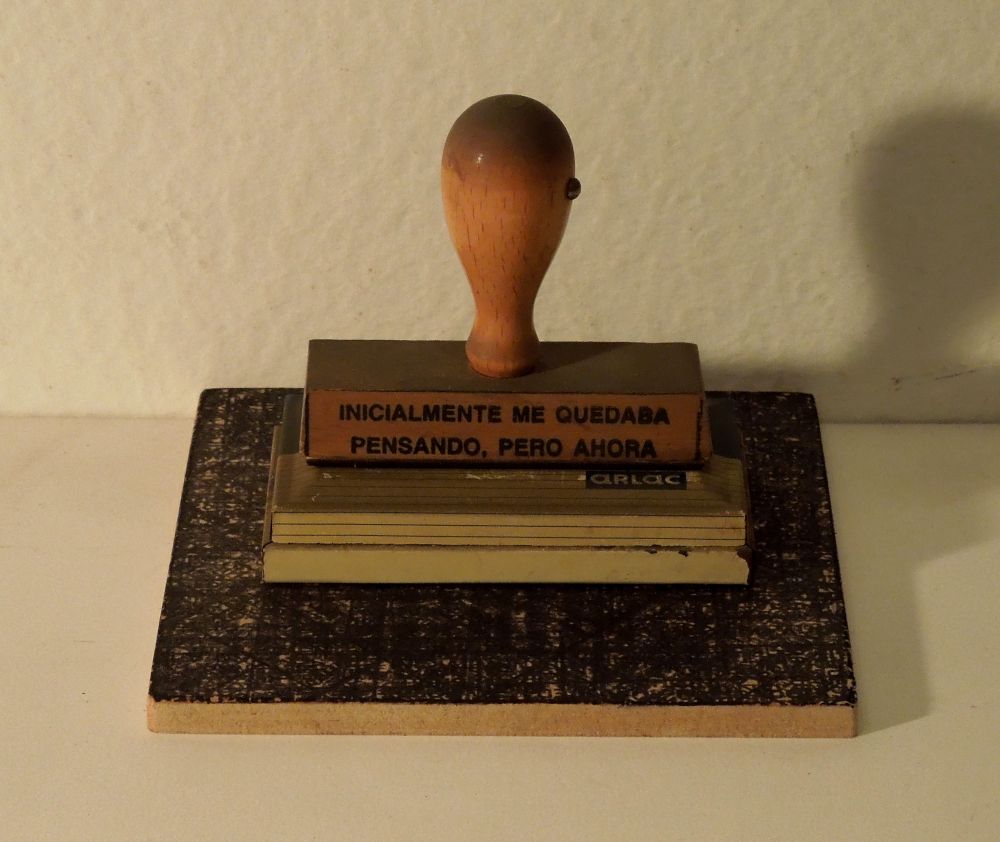 INICIALMENTE ME QUEDABA
PENSANDO, PERO AHORA
arlac